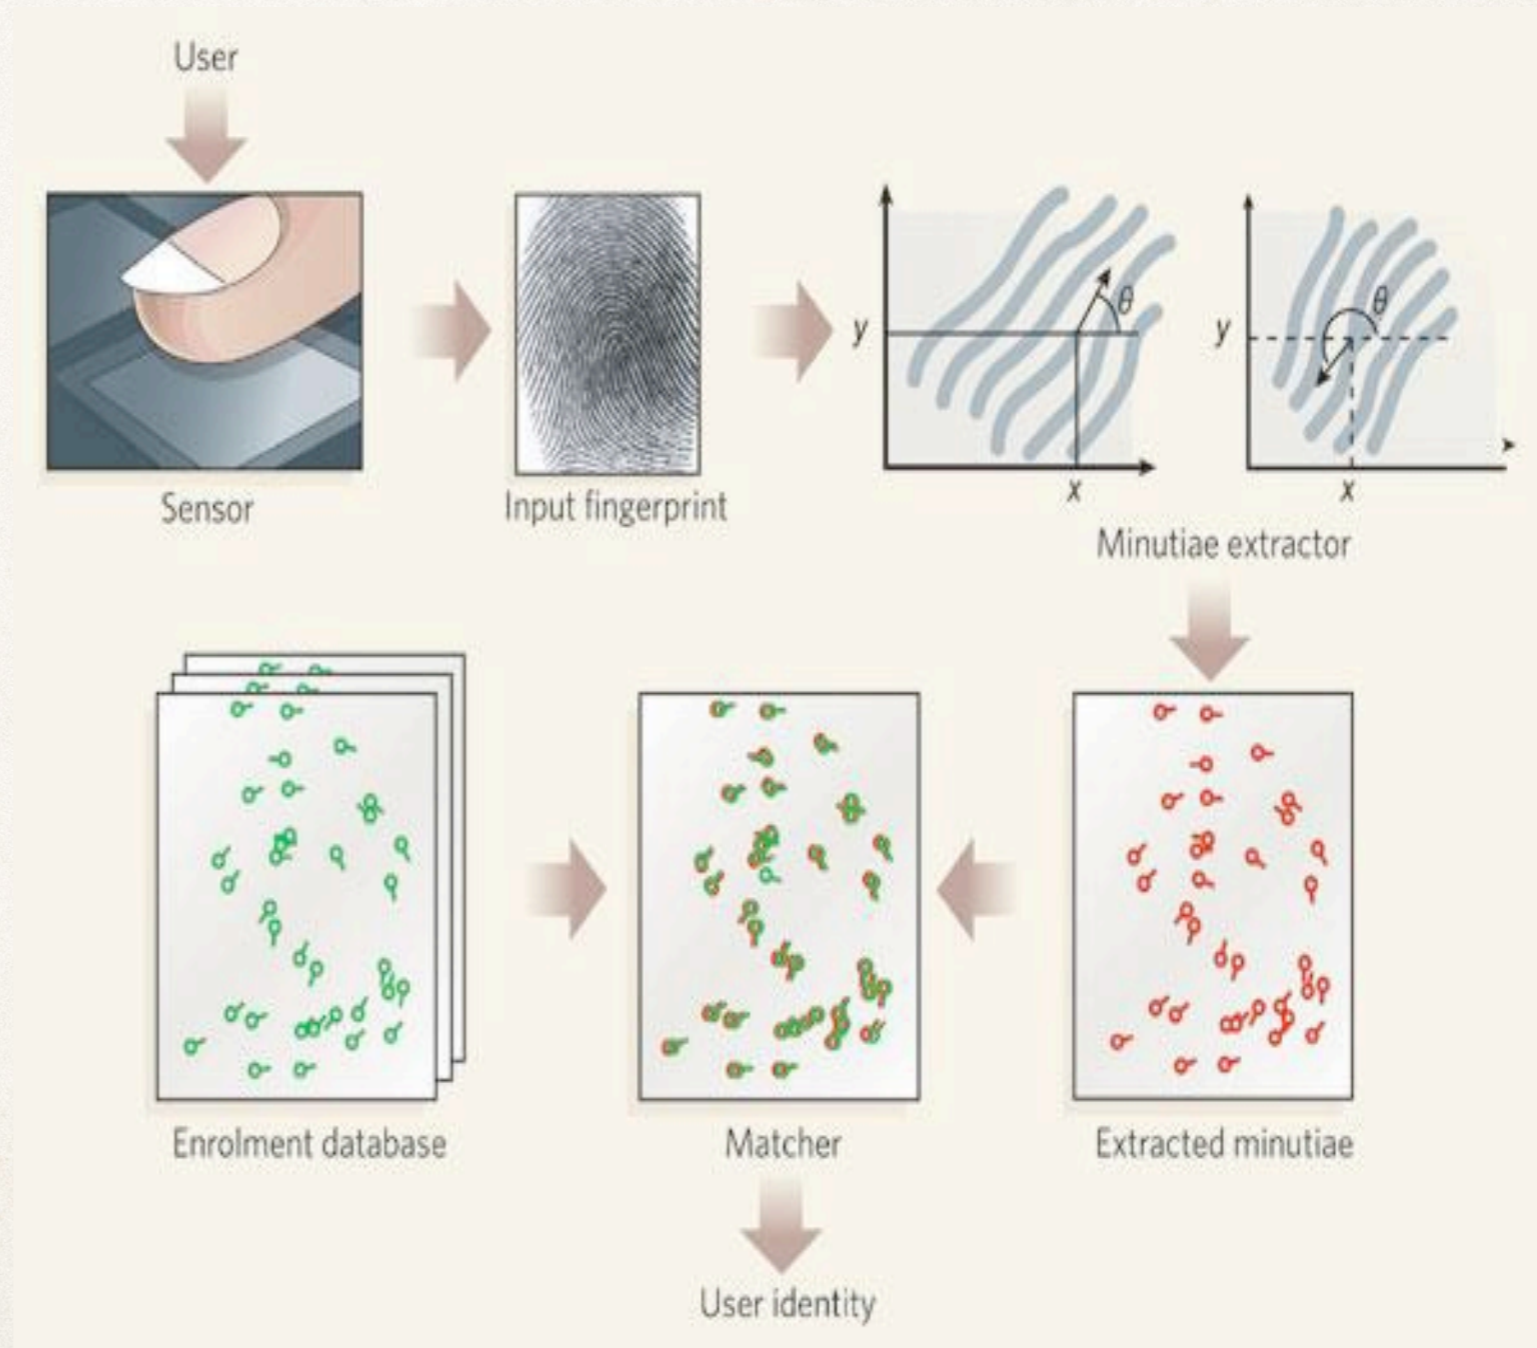 User
Sensor
Input fingerprint
y
θ
x
y
θ
x
Minutiae extractor
Enrolment database
Matcher
Extracted minutiae
User identity